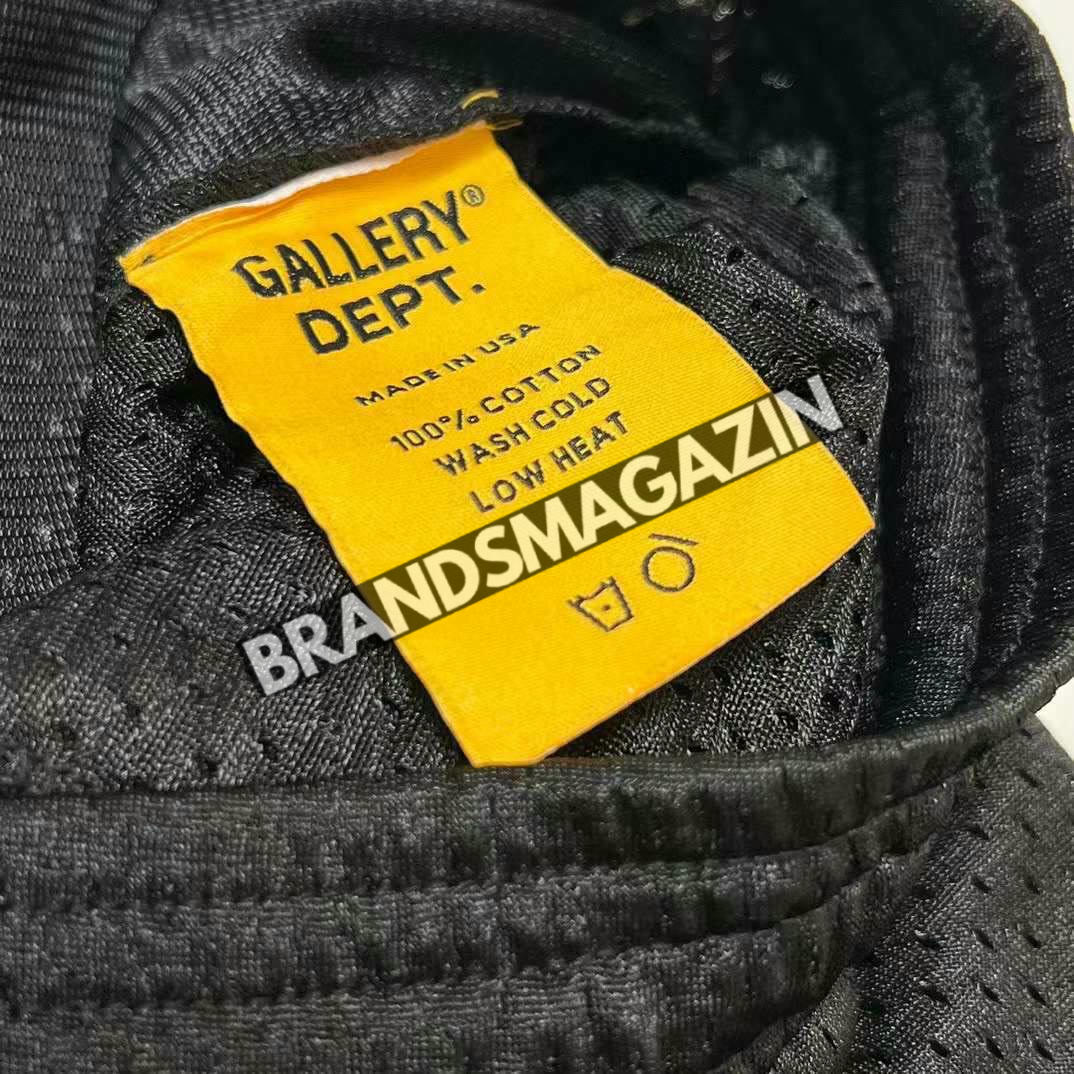 GALLERY®
DEPT.
MADE IN USA
100% COTTON
WASH COLD
LOW HEAT
BRANDSMAGAZIN